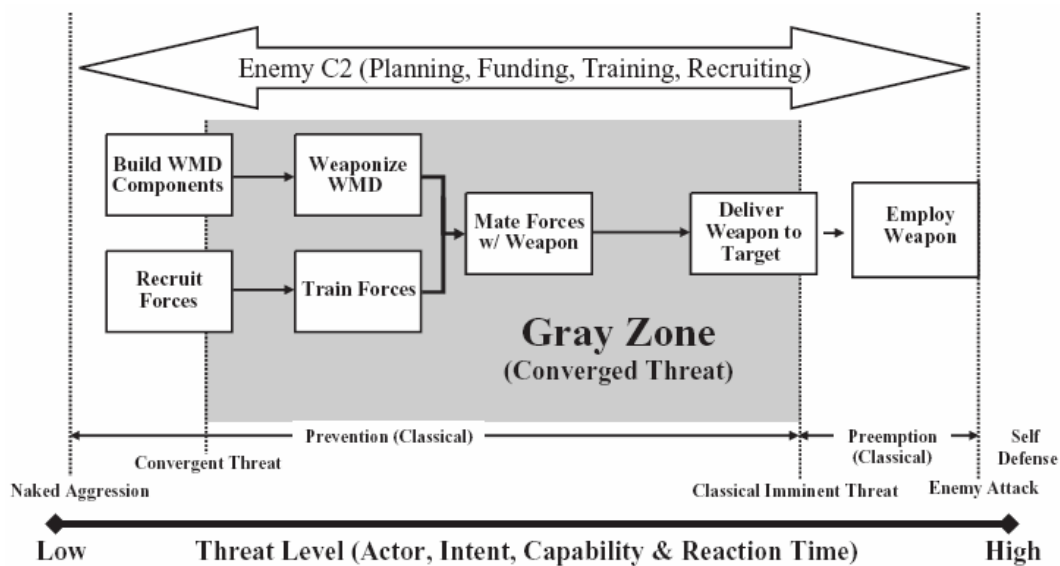 Enemy C2 (Planning, Funding, Training, Recruiting)
Build WMD
Components
Weaponize
WMD
Mate Forces
w/ Weapon
Deliver
Weapon to
Target
Employ
Weapon
Recruit
Forces
Train Forces
Gray Zone
(Converged Threat)
Prevention (Classical)
Preemption
(Classical)
Self
Defense
Convergent Threat
Naked Aggression
Classical Imminent Threat
Enemy Attack
Low
Threat Level (Actor, Intent, Capability & Reaction Time)
High